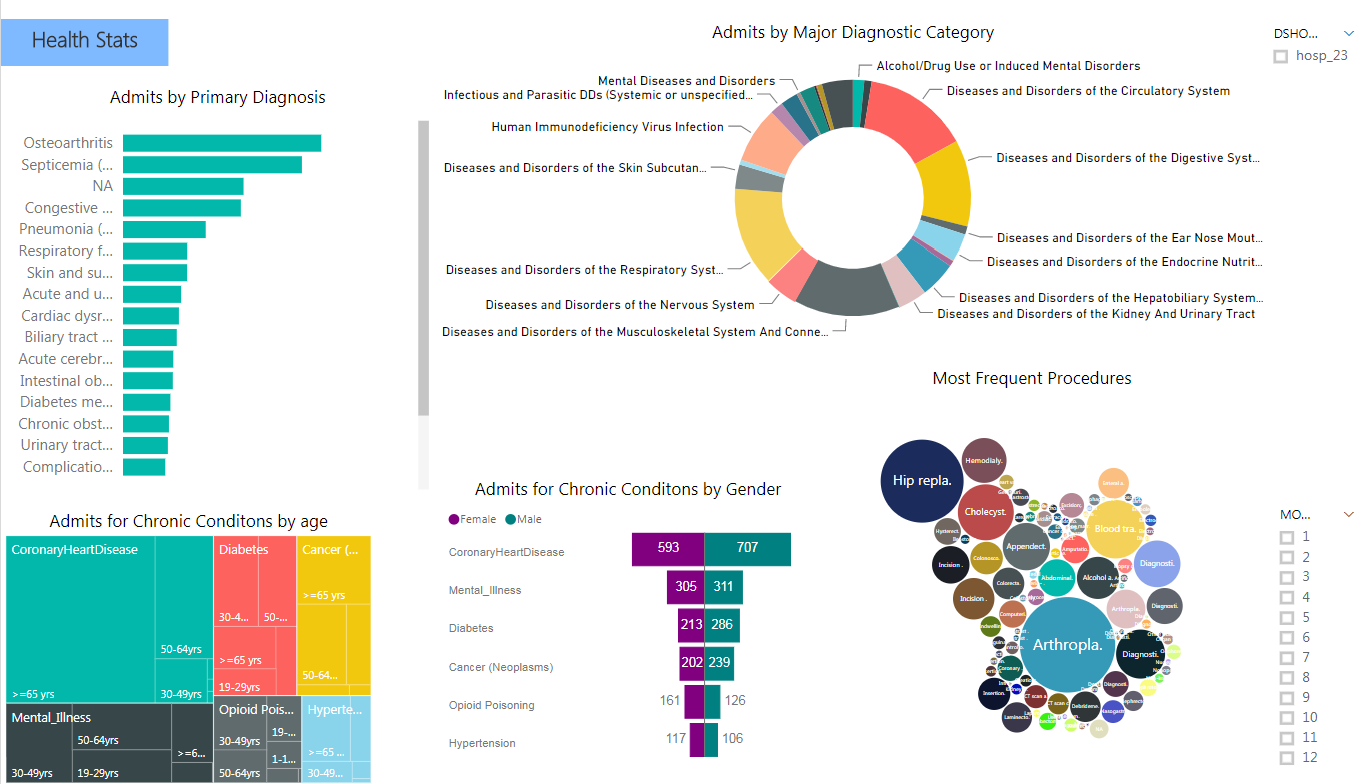 Health Stats
Admits by Primary Diagnosis
Osteoarthritis
Septicemia (...
NA
Congestive ...
Pneumonia (...
Respiratory f...
Skin and su...
Acute and u...
Cardiac dysr...
Biliary tract ...
Acute cerebr...
Intestinal ob...
Diabetes me...
Chronic obst...
Urinary tract...
Complicatio...
Admits by Major Diagnostic Category
Alcohol/Drug Use or Induced Mental Disorders
Diseases and Disorders of the Circulatory System
Diseases and Disorders of the Digestive Syst...
Diseases and Disorders of the Ear Nose Mout...
Diseases and Disorders of the Endocrine Nutrit...
Diseases and Disorders of the Hepatobiliary System...
Diseases and Disorders of the Kidney And Urinary Tract
Diseases and Disorders of the Musculoskeletal System And Conne...
Diseases and Disorders of the Nervous System
Diseases and Disorders of the Respiratory Syst...
Diseases and Disorders of the Skin Subcutan...
Human Immunodeficiency Virus Infection
Infectious and Parasitic DDs (Systemic or unspecified...
Mental Diseases and Disorders
DSHO...
hosp_23
Admits for Chronic Conditons by age
CoronaryHeartDisease
>=65 yrs
50-64yrs
30-49yrs
Mental_Illness
30-49yrs
50-64yrs
19-29yrs
>=6...
Diabetes
30-4...
50-...
>=65 yrs
19-29yrs
Cancer (...
>=65 yrs
50-64...
Opioid Pois...
30-49yrs
50-64yrs
19-...
1-1...
Hyperte...
>=65 ...
30-49...
Admits for Chronic Conditons by Gender
Female Male
CoronaryHeartDisease 593 707
Mental_Illness 305 311
Diabetes 213 286
Cancer (Neoplasms) 202 239
Opioid Poisoning 161 126
Hypertension 117 106
Most Frequent Procedures
Hip repla.
Hemodialy.
Cholecyst.
Blood tra.
Appendect.
Colonosco.
Incision .
Incision .
Colorecta.
Abdominel.
Alcohol a.
Amputatio.
Diagnosti.
Arthropla.
Diagnosti.
Computeri.
Arthropla.
Diagnosti.
Coronary
Insertion.
CT scan a
CT scan c
Debrideme.
Diagnosti.
Laminecto.
Nasogast
MO...
1
2
3
4
5
6
7
8
9
10
11
12